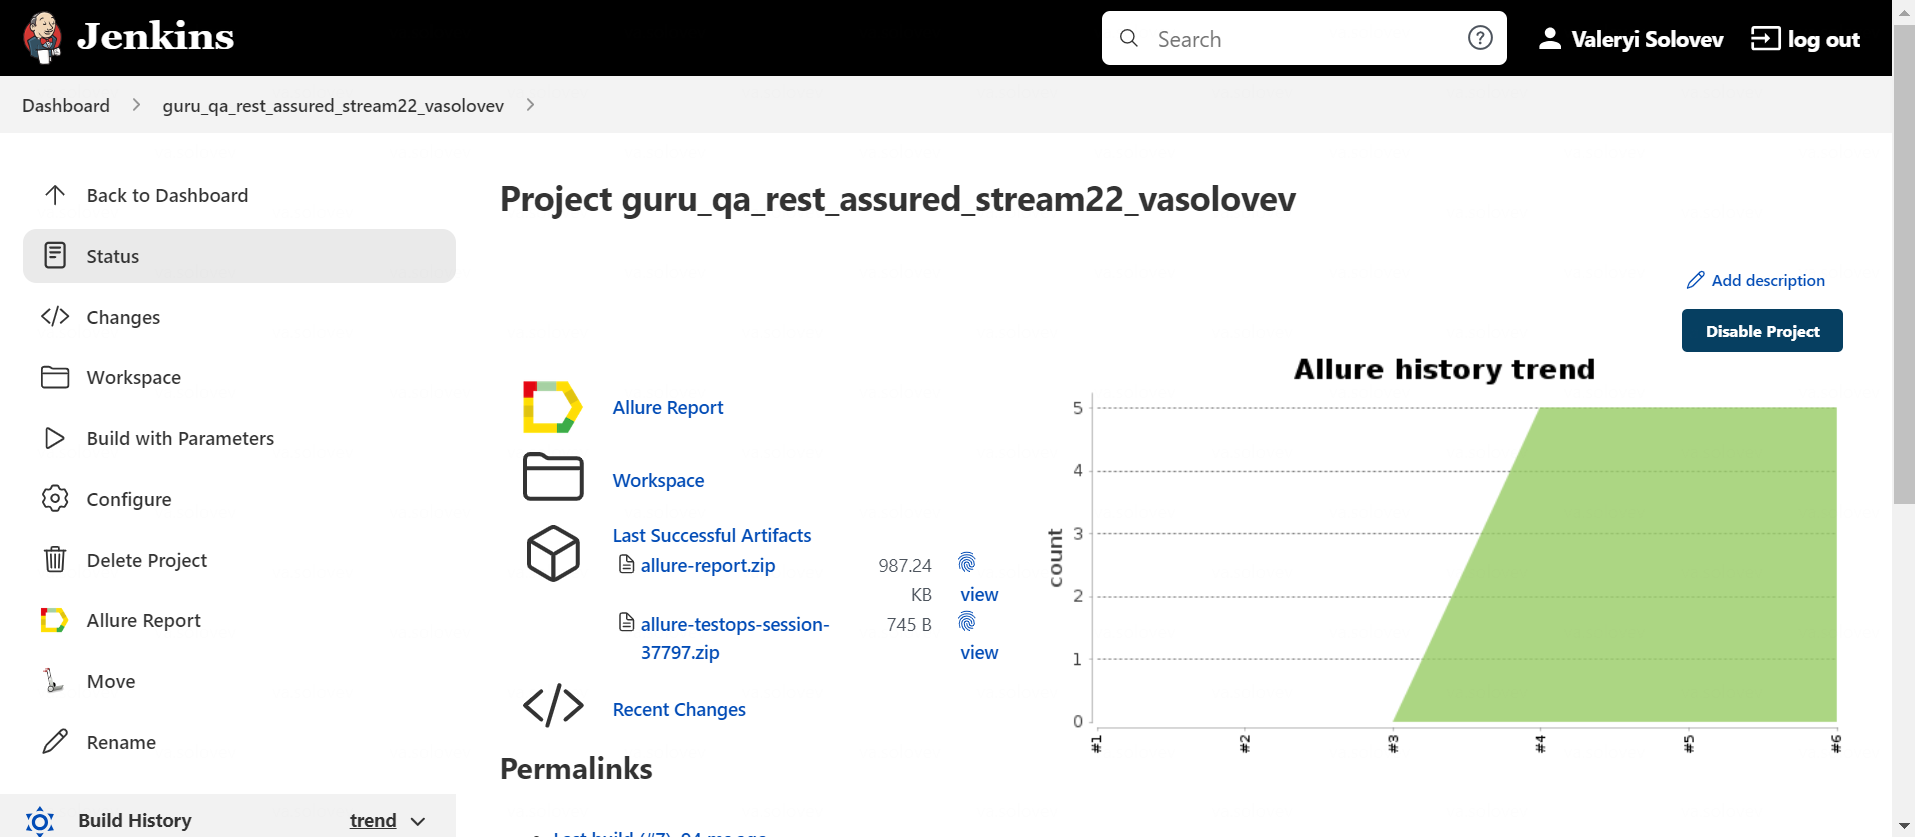 Jenkins
Search
Valeryi Solovev
log out
Dashboard
guru_qa_rest_assured_stream22_vasolovev
Back to Dashboard
Status
Changes
Workspace
Build with Parameters
Configure
Delete Project
Allure Report
Move
Rename
Build History
trend
Project guru_qa_rest_assured_stream22_vasolovev
Add description
Disable Project
Allure Report
Workspace
Last Successful Artifacts
allure-report.zip
987.24
KB
view
allure-testops-session-
37797.zip
745 B
view
Recent Changes
Permalinks
Allure history trend
count
5
4
3
2
1
0
#1
#2
#3
#4
#5
#6